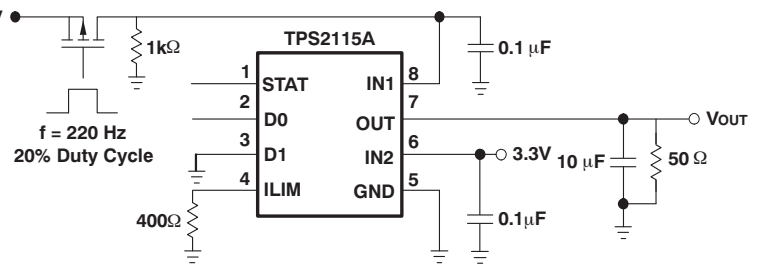 TPS2115A
1kΩ
0.1 μF
1
STAT
IN1
8
2
D0
OUT
7
VOUT
f = 220 Hz
20% Duty Cycle
3
D1
IN2
6
3.3V
10 μF
50 Ω
4
ILIM
GND
5
400Ω
0.1μF